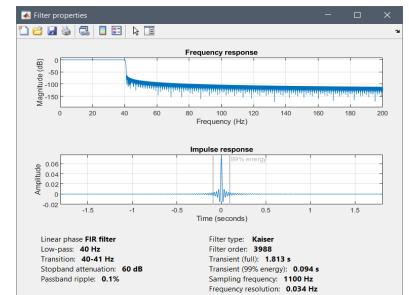 Filter properties
Frequency response
Magnitude (dB)
0
-50
-100
-150
0 20 40 60 80 100 120 140 160 180 200
Frequency (Hz)
Impulse response
99% energy
Amplitude
0.06
0.04
0.02
0
-0.02
-1.5 -1 -0.5 0 0.5 1 1.5
Time (seconds)
Linear phase FIR filter
Low-pass: 40 Hz
Transition: 40-41 Hz
Stopband attenuation: 60 dB
Passband ripple: 0.1%
Filter type: Kaiser
Filter order: 3988
Transient (full): 1.813 s
Transient (99% energy): 0.094 s
Sampling frequency: 1100 Hz
Frequency resolution: 0.034 Hz